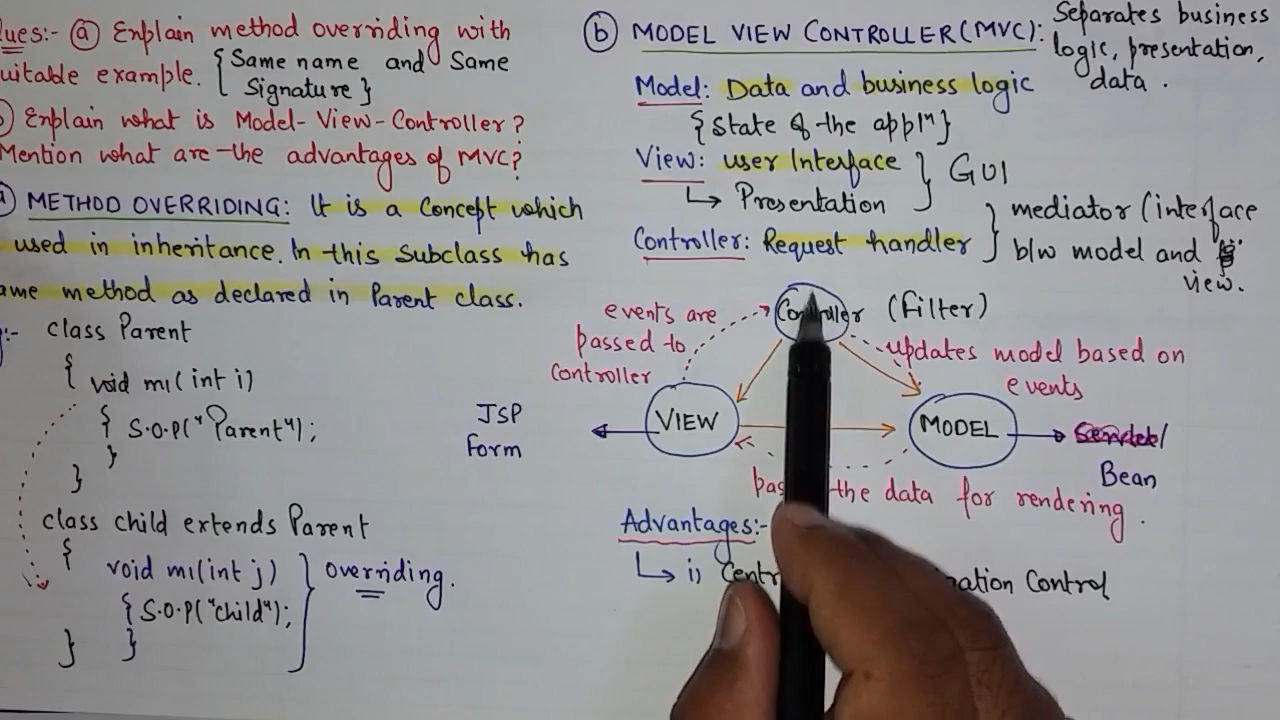 ues:- (a) Explain method overriding with
uitable example. {Same name and Same
Signature}
) Explain what is Model-View-Controller?
Mention what are the advantages of MVC?
) METHOD OVERRIDING: It is a Concept which
used in inheritance. In this Subclass has
ame method as declared in Parent class.
:- class Parent
{
void m1(int i)
{ S.O.P("Parent");
}
}
class child extends Parent
{
void m1(int j) } overriding.
{S.O.P("child");
}
}
(b) MODEL VIEW CONTROLLER(MVC): Separates business
logic, presentation,
data.
Model: Data and business logic
{State of the appln}
View: user Interface } GUI
↳ Presentation
Controller: Request handler } mediator (interface
b/w model and
view.
Controller (Filter)
events are
passed to
controller
updates model based on
events
VIEW
MODEL
JSP
Form
Bean
the data for rendering.
Advantages:-
↳ i) Control